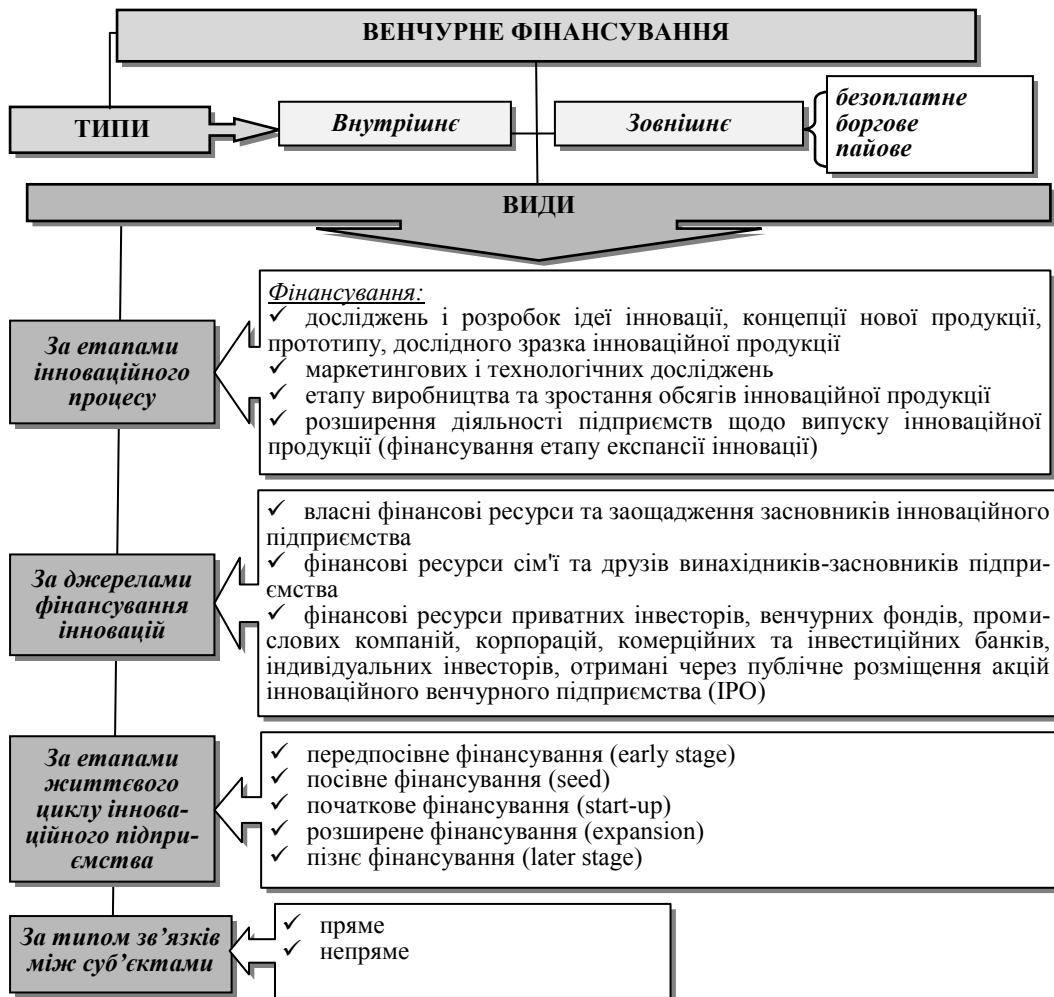 ВЕНЧУРНЕ ФІНАНСУВАННЯ
ТИПИ
Внутрішнє
Зовнішнє
безоплатне
боргове
пайове
ВИДИ
За етапами
інноваційного
процесу
Фінансування:
✓ досліджень і розробок ідеї інновації, концепції нової продукції,
прототипу, дослідного зразка інноваційної продукції
✓ маркетингових і технологічних досліджень
✓ етапу виробництва та зростання обсягів інноваційної продукції
✓ розширення діяльності підприємств щодо випуску інноваційної
продукції (фінансування етапу експансії інновації)
За джерелами
фінансування
інновацій
✓ власні фінансові ресурси та заощадження засновників інноваційного
підприємства
✓ фінансові ресурси сім'ї та друзів винахідників-засновників підпри-
ємства
✓ фінансові ресурси приватних інвесторів, венчурних фондів, проми-
слових компаній, корпорацій, комерційних та інвестиційних банків,
індивідуальних інвесторів, отримані через публічне розміщення акцій
інноваційного венчурного підприємства (IPO)
За етапами
життєвого
циклу іннова-
ційного підпри-
ємства
✓ передпосівне фінансування (early stage)
✓ посівне фінансування (seed)
✓ початкове фінансування (start-up)
✓ розширене фінансування (expansion)
✓ пізнє фінансування (later stage)
За типом зв’язків
між суб’єктами
✓ пряме
✓ непряме